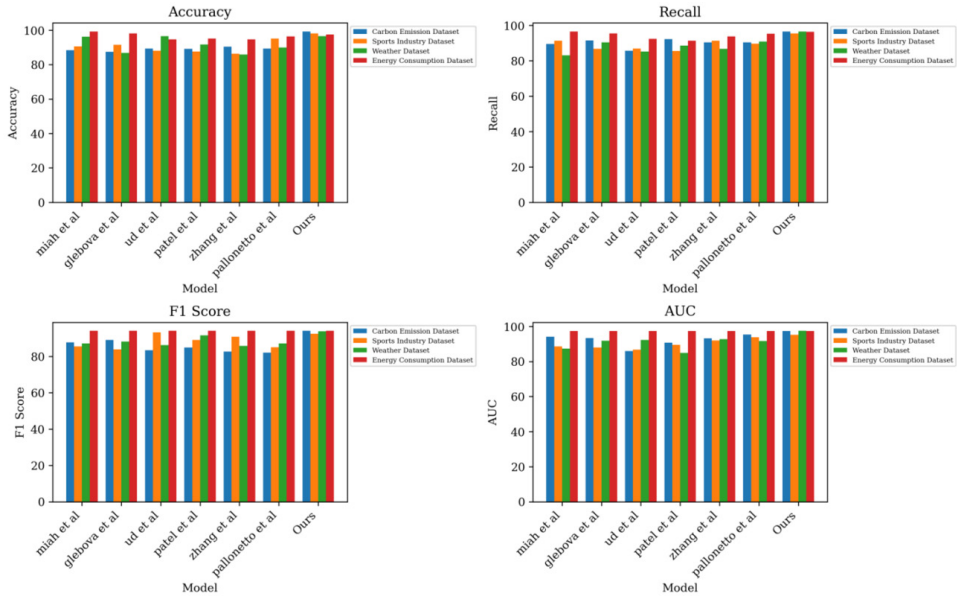 Accuracy
Accuracy
100
80
60
40
20
0
miah et al
glebova et al
ud et al
patel et al
zhang et al
pallonetto et al
Ours
Model
Carbon Emission Dataset
Sports Industry Dataset
Weather Dataset
Energy Consumption Dataset
Recall
Recall
100
80
60
40
20
0
miah et al
glebova et al
ud et al
patel et al
zhang et al
pallonetto et al
Ours
Model
Carbon Emission Dataset
Sports Industry Dataset
Weather Dataset
Energy Consumption Dataset
F1 Score
F1 Score
80
60
40
20
0
miah et al
glebova et al
ud et al
patel et al
zhang et al
pallonetto et al
Ours
Model
Carbon Emission Dataset
Sports Industry Dataset
Weather Dataset
Energy Consumption Dataset
AUC
AUC
100
80
60
40
20
0
miah et al
glebova et al
ud et al
patel et al
zhang et al
pallonetto et al
Ours
Model
Carbon Emission Dataset
Sports Industry Dataset
Weather Dataset
Energy Consumption Dataset